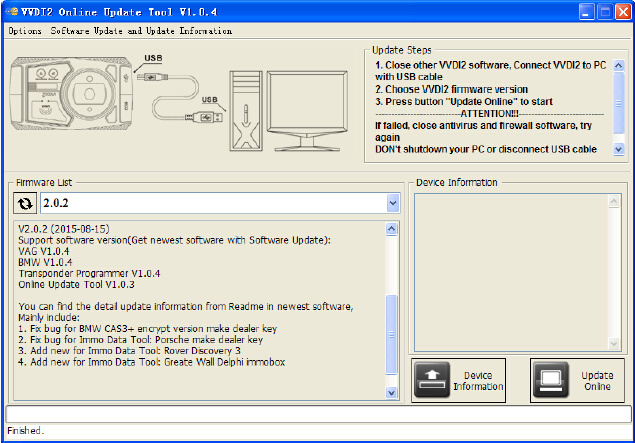 VVDI2 Online Update Tool V1.0.4
Options Software Update and Update Information
USB
USB
Update Steps
1. Close other VVDI2 software, Connect VVDI2 to PC
with USB cable
2. Choose VVDI2 firmware version
3. Press button "Update Online" to start
----------------------------ATTENTION!!!----------------------------
If failed, close antivirus and firewall software, try
again
DON't shutdown your PC or disconnect USB cable
Firmware List
2.0.2
V2.0.2 (2015-08-15)
Support software version(Get newest software with Software Update):
VAG V1.0.4
BMW V1.0.4
Transponder Programmer V1.0.4
Online Update Tool V1.0.3
You can find the detail update information from Readme in newest software,
Mainly include:
1. Fix bug for BMW CAS3+ encrypt version make dealer key
2. Fix bug for Immo Data Tool: Porsche make dealer key
3. Add new for Immo Data Tool: Rover Discovery 3
4. Add new for Immo Data Tool: Greate Wall Delphi immobox
Device Information
Device
Information
Update
Online
Finished.